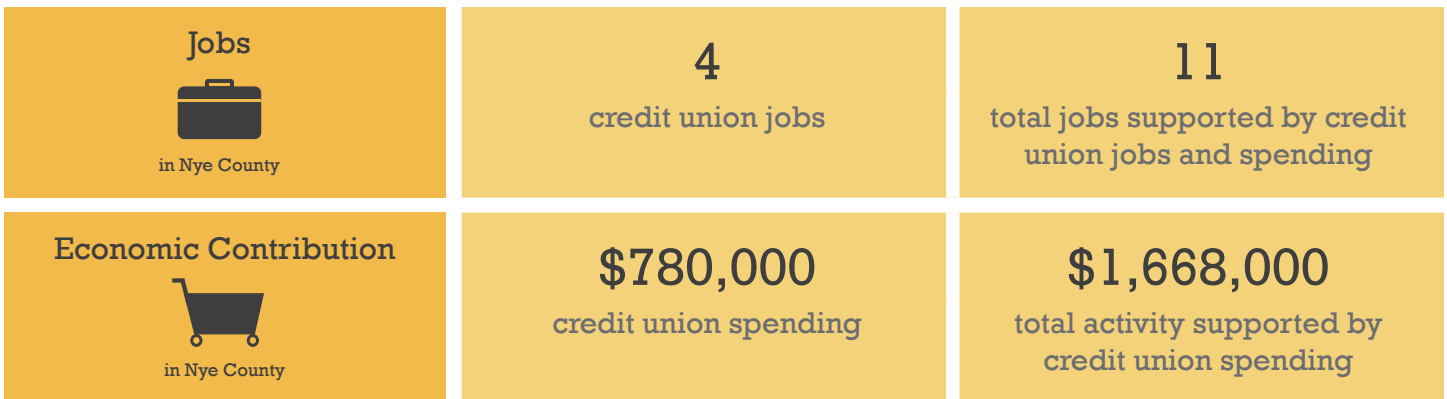 Jobs
in Nye County
4
credit union jobs
11
total jobs supported by credit
union jobs and spending
Economic Contribution
in Nye County
$780,000
credit union spending
$1,668,000
total activity supported by
credit union spending